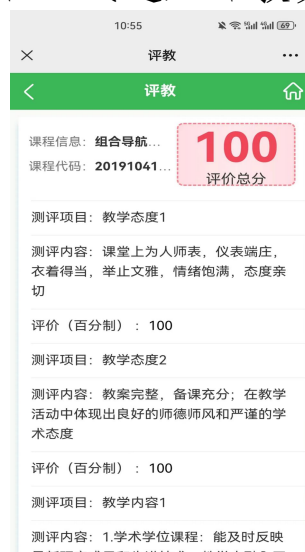 10:55
69
评教
评教
课程信息：组合导航...
100
课程代码：20191041...
评价总分
测评项目：教学态度1
测评内容：课堂上为人师表，仪表端庄，
衣着得当，举止文雅，情绪饱满，态度亲
切
评价（百分制）：100
测评项目：教学态度2
测评内容：教案完整，备课充分；在教学
活动中体现出良好的师德师风和严谨的学
术态度
评价（百分制）：100
测评项目：教学内容1
测评内容：1.学术学位课程：能及时反映